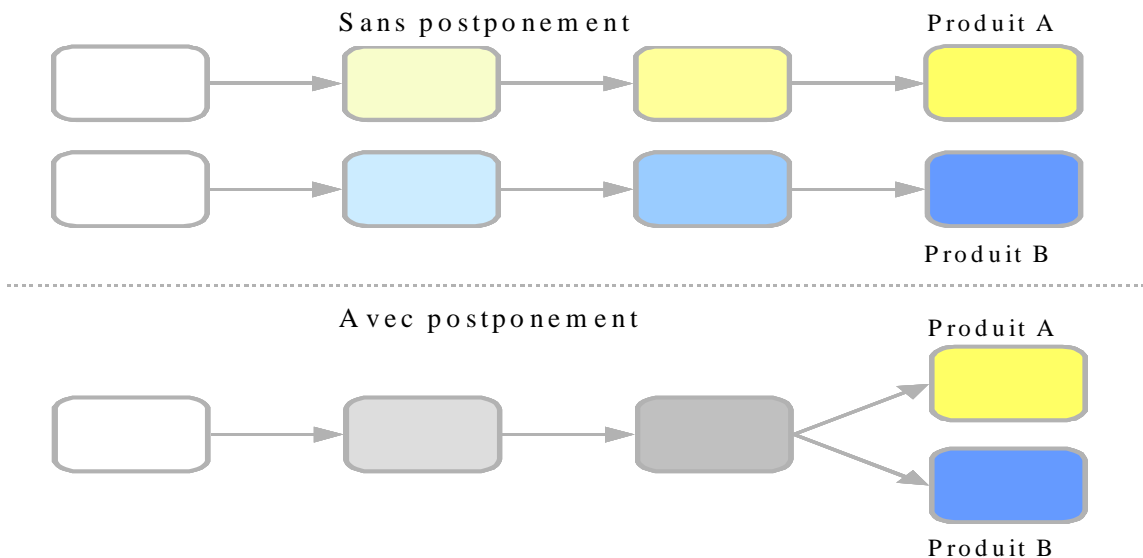 Sans postponement
Produit A
Produit B
Avec postponement
Produit A
Produit B